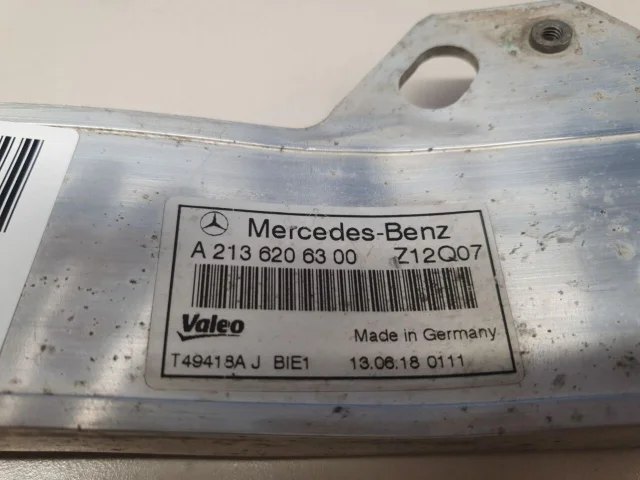 Mercedes-Benz
A 213 620 63 00 Z12Q07
Valeo
Made in Germany
T49418A J BIE1 13.06.18 0111